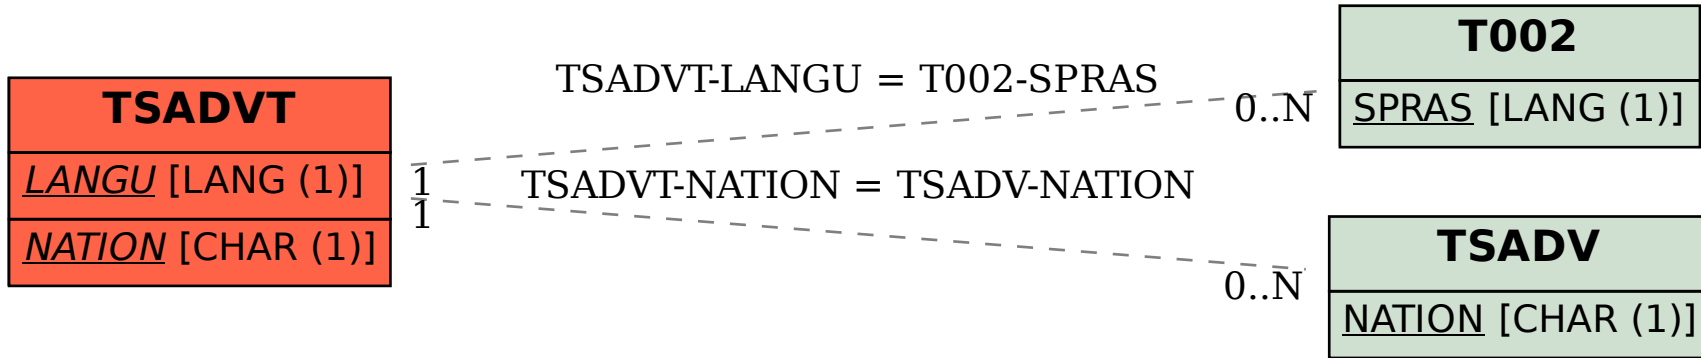 TSADVT
LANGU [LANG (1)]
NATION [CHAR (1)]
TSADVT-LANGU = T002-SPRAS
1
0..N
TSADVT-NATION = TSADV-NATION
1
0..N
T002
SPRAS [LANG (1)]
TSADV
NATION [CHAR (1)]